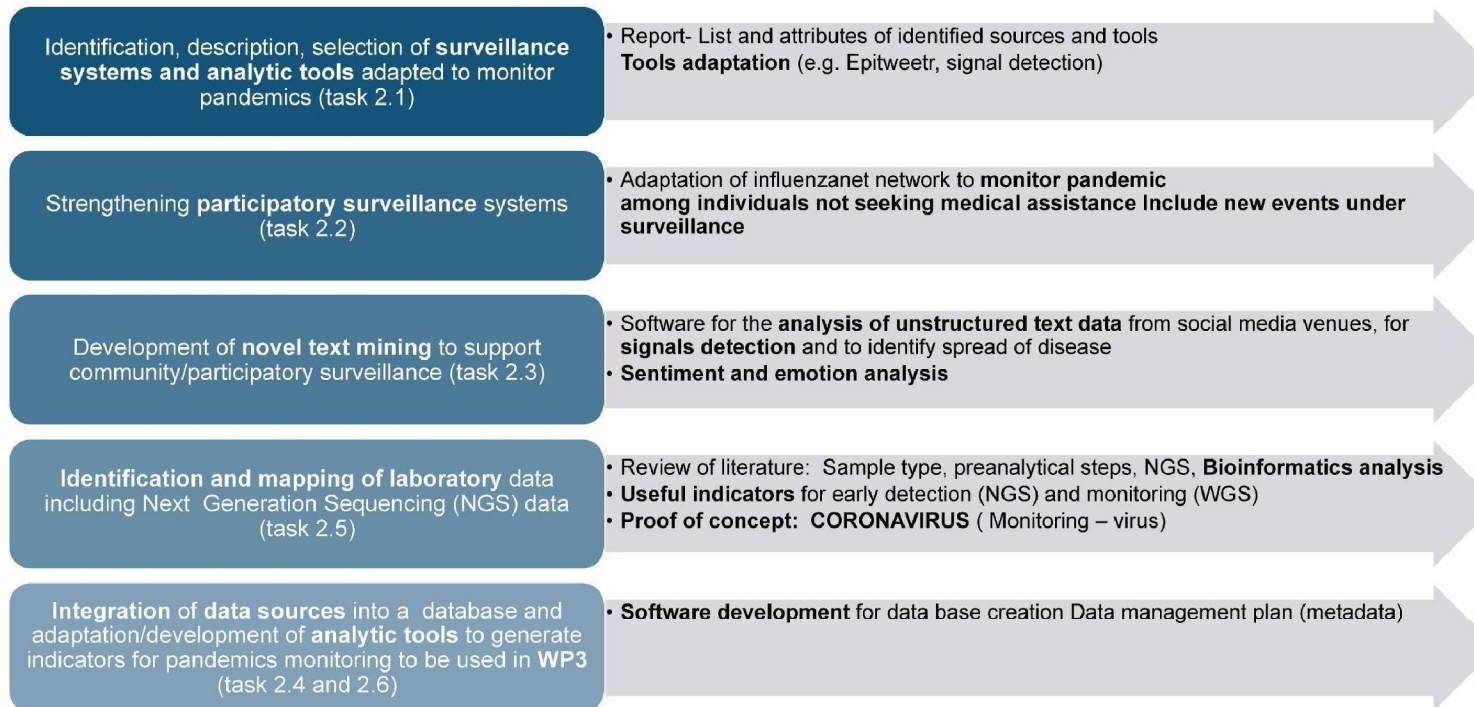 Identification, description, selection of surveillance
systems and analytic tools adapted to monitor
pandemics (task 2.1)
• Report- List and attributes of identified sources and tools
Tools adaptation (e.g. Epitweetr, signal detection)
Strengthening participatory surveillance systems
(task 2.2)
• Adaptation of influenzanet network to monitor pandemic
among individuals not seeking medical assistance Include new events under
surveillance
Development of novel text mining to support
community/participatory surveillance (task 2.3)
• Software for the analysis of unstructured text data from social media venues, for
signals detection and to identify spread of disease
• Sentiment and emotion analysis
Identification and mapping of laboratory data
including Next Generation Sequencing (NGS) data
(task 2.5)
• Review of literature: Sample type, preanalytical steps, NGS, Bioinformatics analysis
• Useful indicators for early detection (NGS) and monitoring (WGS)
• Proof of concept: CORONAVIRUS ( Monitoring – virus)
Integration of data sources into a database and
adaptation/development of analytic tools to generate
indicators for pandemics monitoring to be used in WP3
(task 2.4 and 2.6)
• Software development for data base creation Data management plan (metadata)